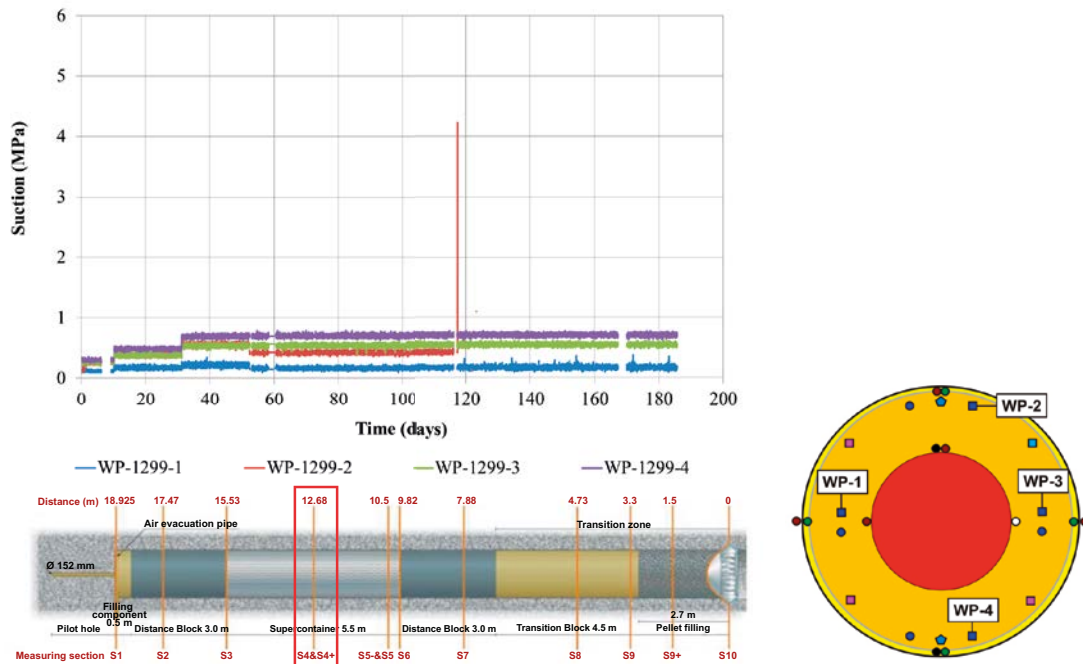 6
5
4
3
2
1
0
Suction (MPa)
0 20 40 60 80 100 120 140 160 180 200
Time (days)
WP-1299-1 WP-1299-2 WP-1299-3 WP-1299-4
Distance (m) 18.925 17.47 15.53 12.68 10.5 9.82 7.88 4.73 3.3 1.5 0
Air evacuation pipe
Transition zone
Ø 152 mm
Filling
component
0.5 m
2.7 m
Pilot hole Distance Block 3.0 m Supercontainer 5.5 m Distance Block 3.0 m Transition Block 4.5 m Pellet filling
Measuring section S1 S2 S3 S4&S4+ S5-&S5 S6 S7 S8 S9 S9+ S10
WP-2
WP-1
WP-3
WP-4